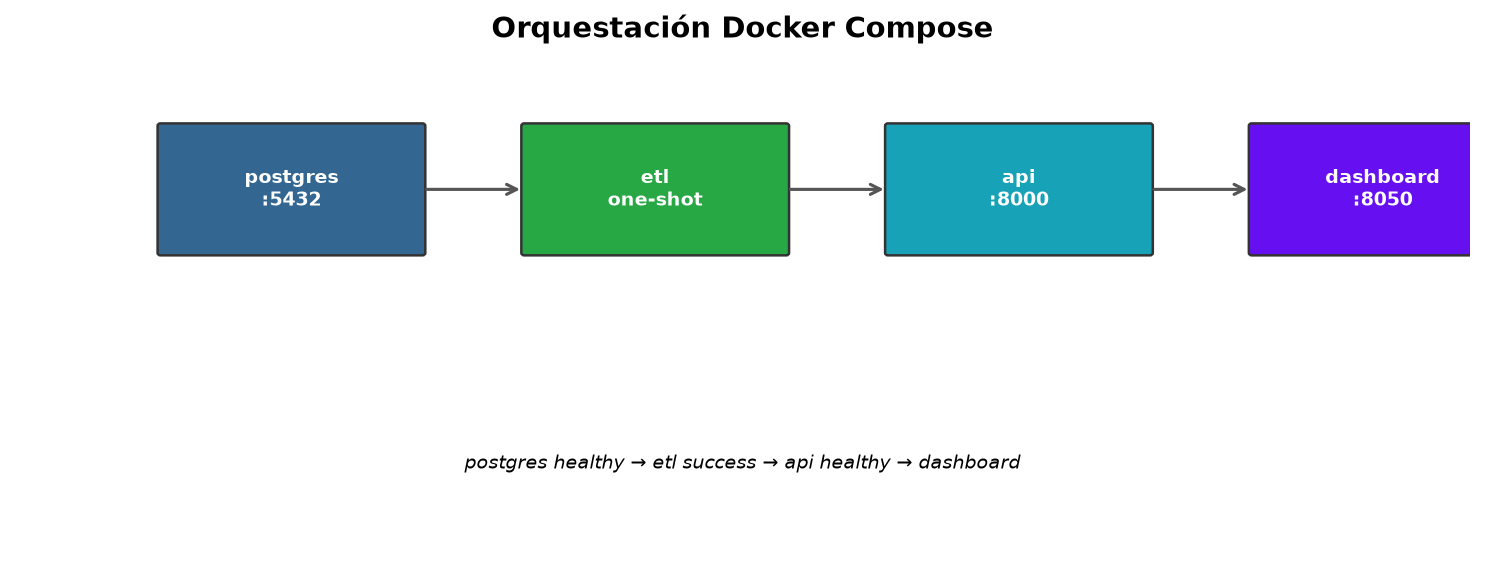 Orquestación Docker Compose
postgres
:5432
etl
one-shot
api
:8000
dashboard
:8050
postgres healthy → etl success → api healthy → dashboard